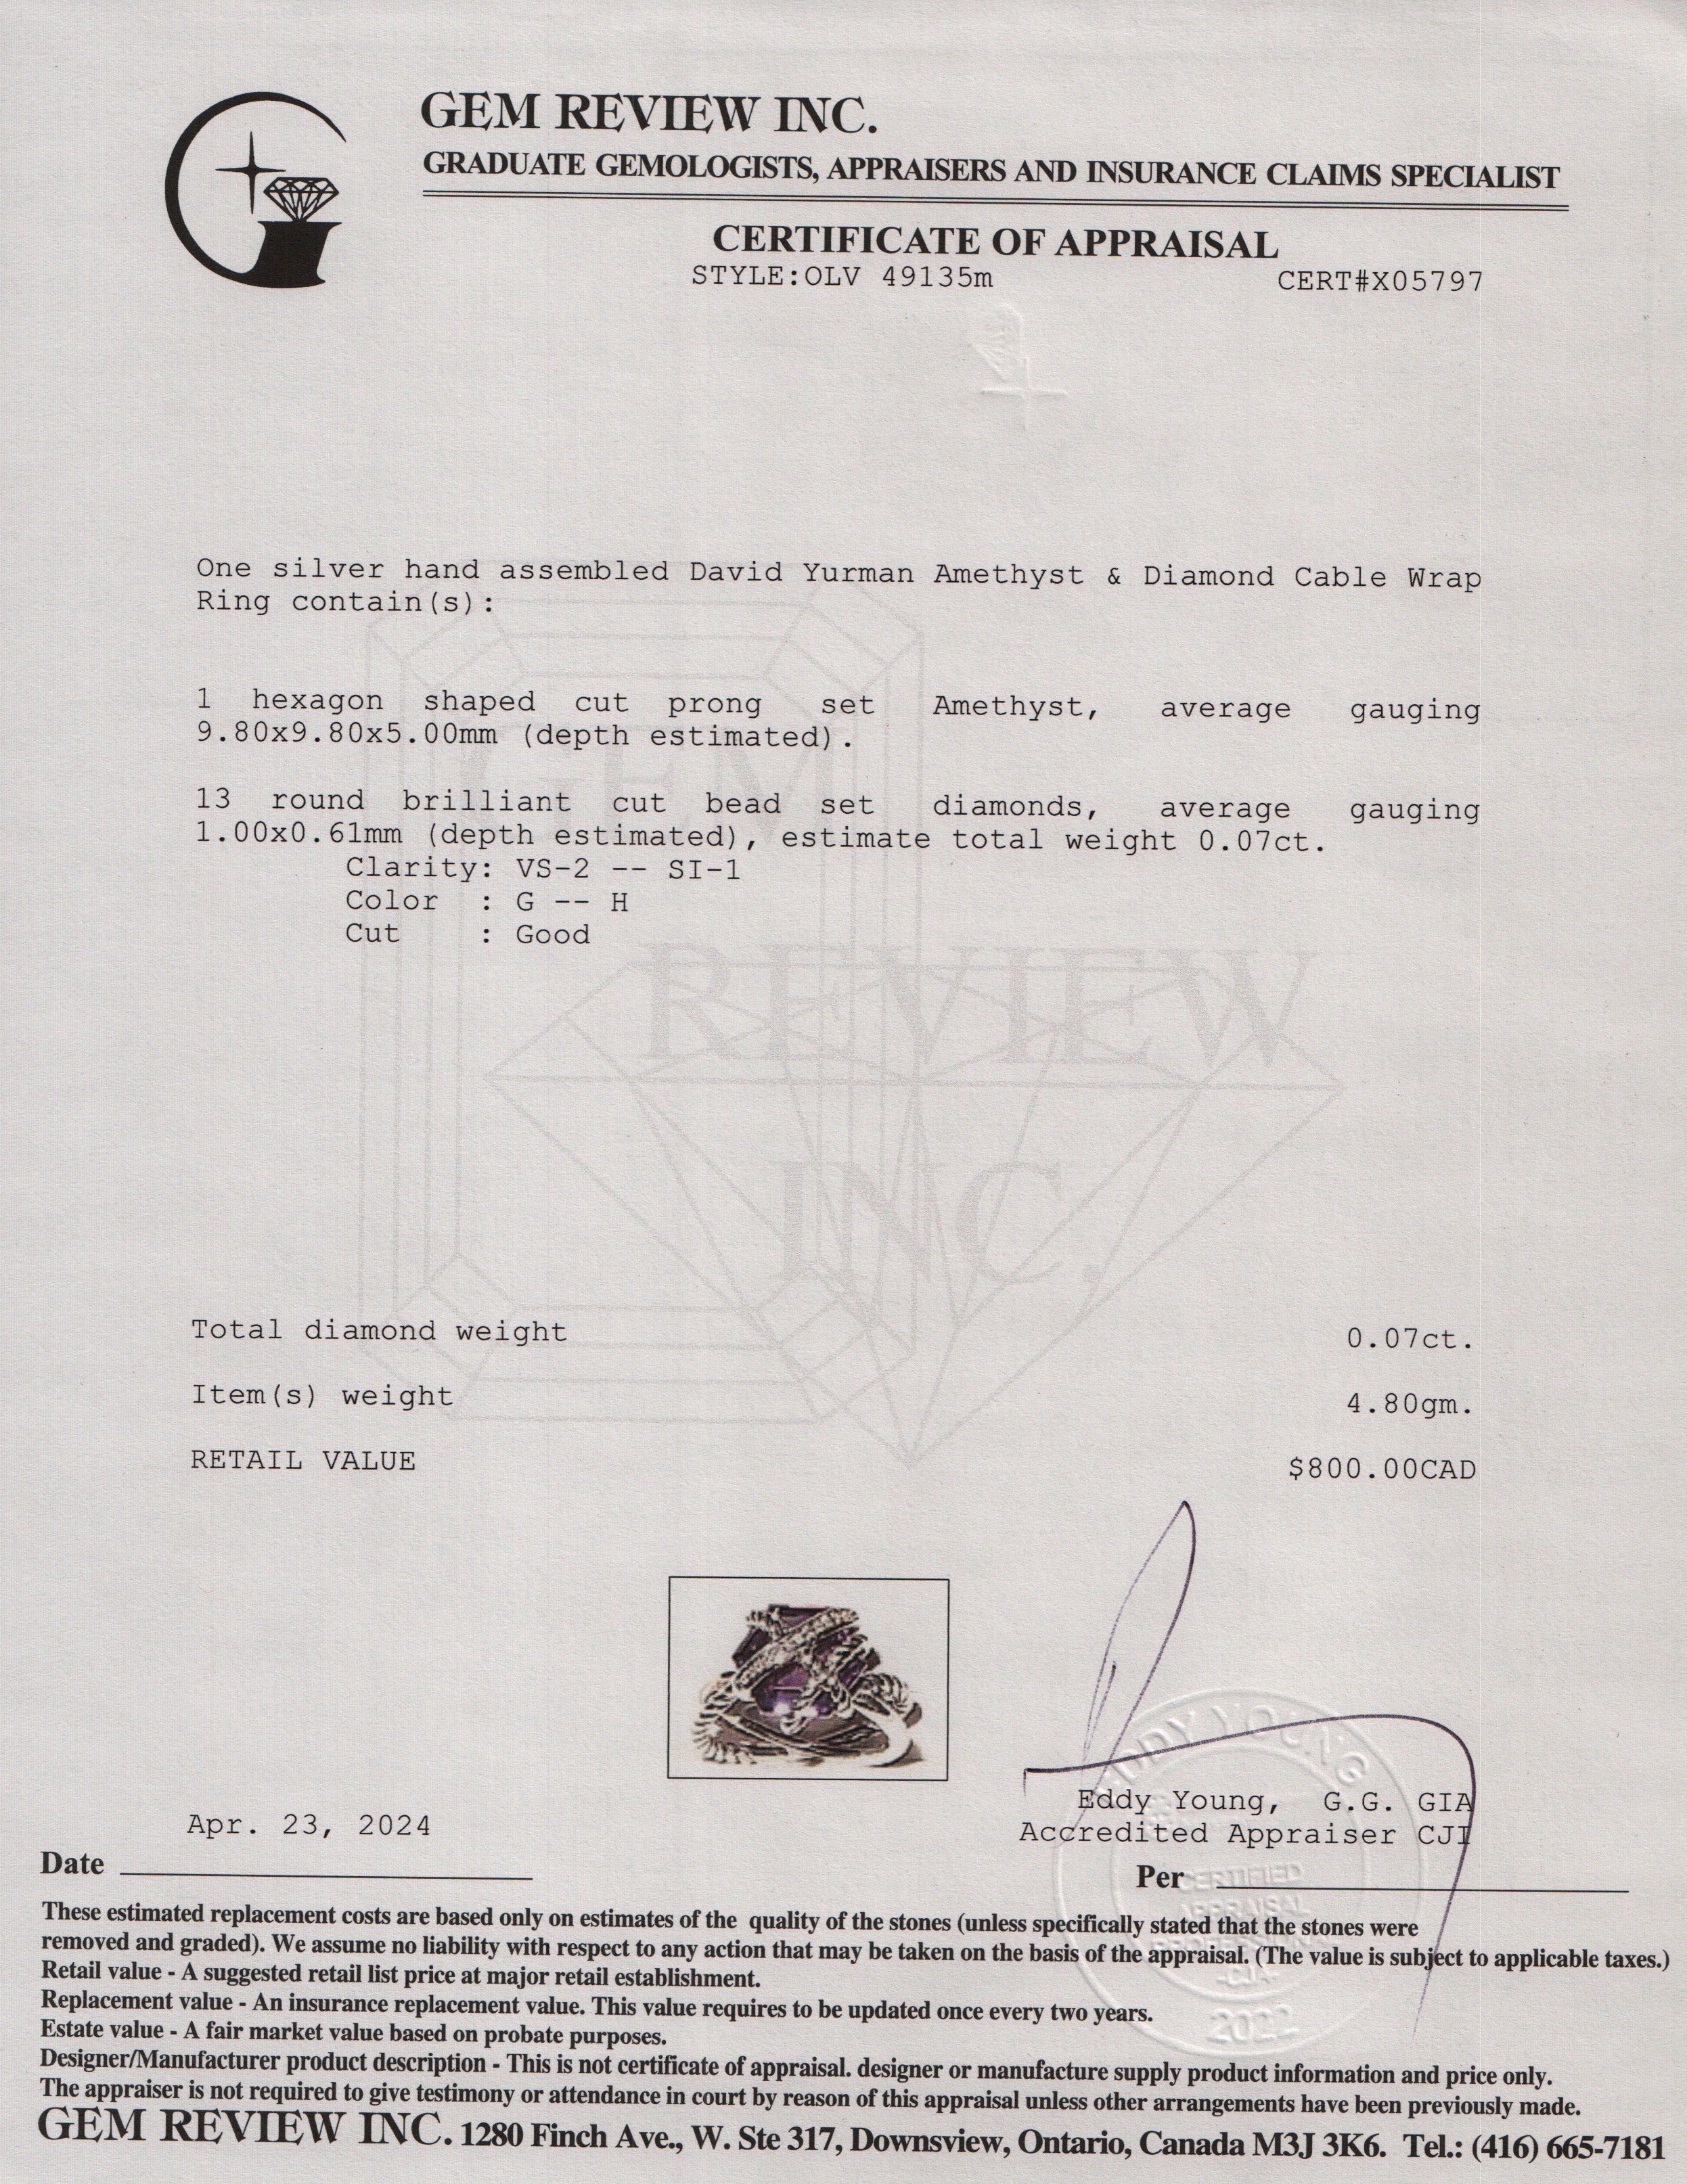 GEM REVIEW INC.
GRADUATE GEMOLOGISTS, APPRAISERS AND INSURANCE CLAIMS SPECIALIST
CERTIFICATE OF APPRAISAL
STYLE:OLV 49135m CERT#X05797
One silver hand assembled David Yurman Amethyst & Diamond Cable Wrap
Ring contain(s):
1 hexagon shaped cut prong set Amethyst, average gauging
9.80x9.80x5.00mm (depth estimated).
13 round brilliant cut bead set diamonds, average gauging
1.00x0.61mm (depth estimated), estimate total weight 0.07ct.
Clarity: VS-2 -- SI-1
Color : G -- H
Cut : Good
GEM
REVIEW
INC.
Total diamond weight 0.07ct.
Item(s) weight 4.80gm.
RETAIL VALUE $800.00CAD
EDDY YOUNG
Eddy Young, G.G. GIA
Accredited Appraiser CJI
Apr. 23, 2024
Date
Per
CERTIFIED
APPRAISAL
PROFESSIONAL
-CJA-
2022
These estimated replacement costs are based only on estimates of the quality of the stones (unless specifically stated that the stones were
removed and graded). We assume no liability with respect to any action that may be taken on the basis of the appraisal. (The value is subject to applicable taxes.)
Retail value - A suggested retail list price at major retail establishment.
Replacement value - An insurance replacement value. This value requires to be updated once every two years.
Estate value - A fair market value based on probate purposes.
Designer/Manufacturer product description - This is not certificate of appraisal. designer or manufacture supply product information and price only.
The appraiser is not required to give testimony or attendance in court by reason of this appraisal unless other arrangements have been previously made.
GEM REVIEW INC. 1280 Finch Ave., W. Ste 317, Downsview, Ontario, Canada M3J 3K6. Tel.: (416) 665-7181